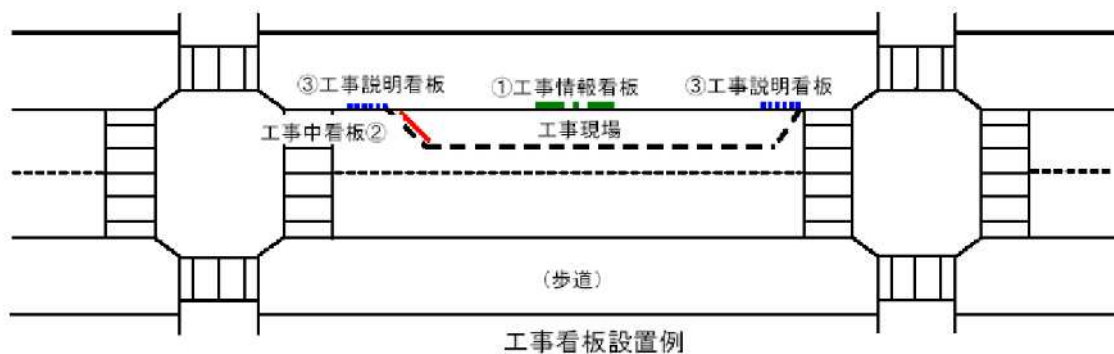 ③工事説明看板
①工事情報看板
③工事説明看板
工事中看板②
工事現場
(歩道)
工事看板設置例